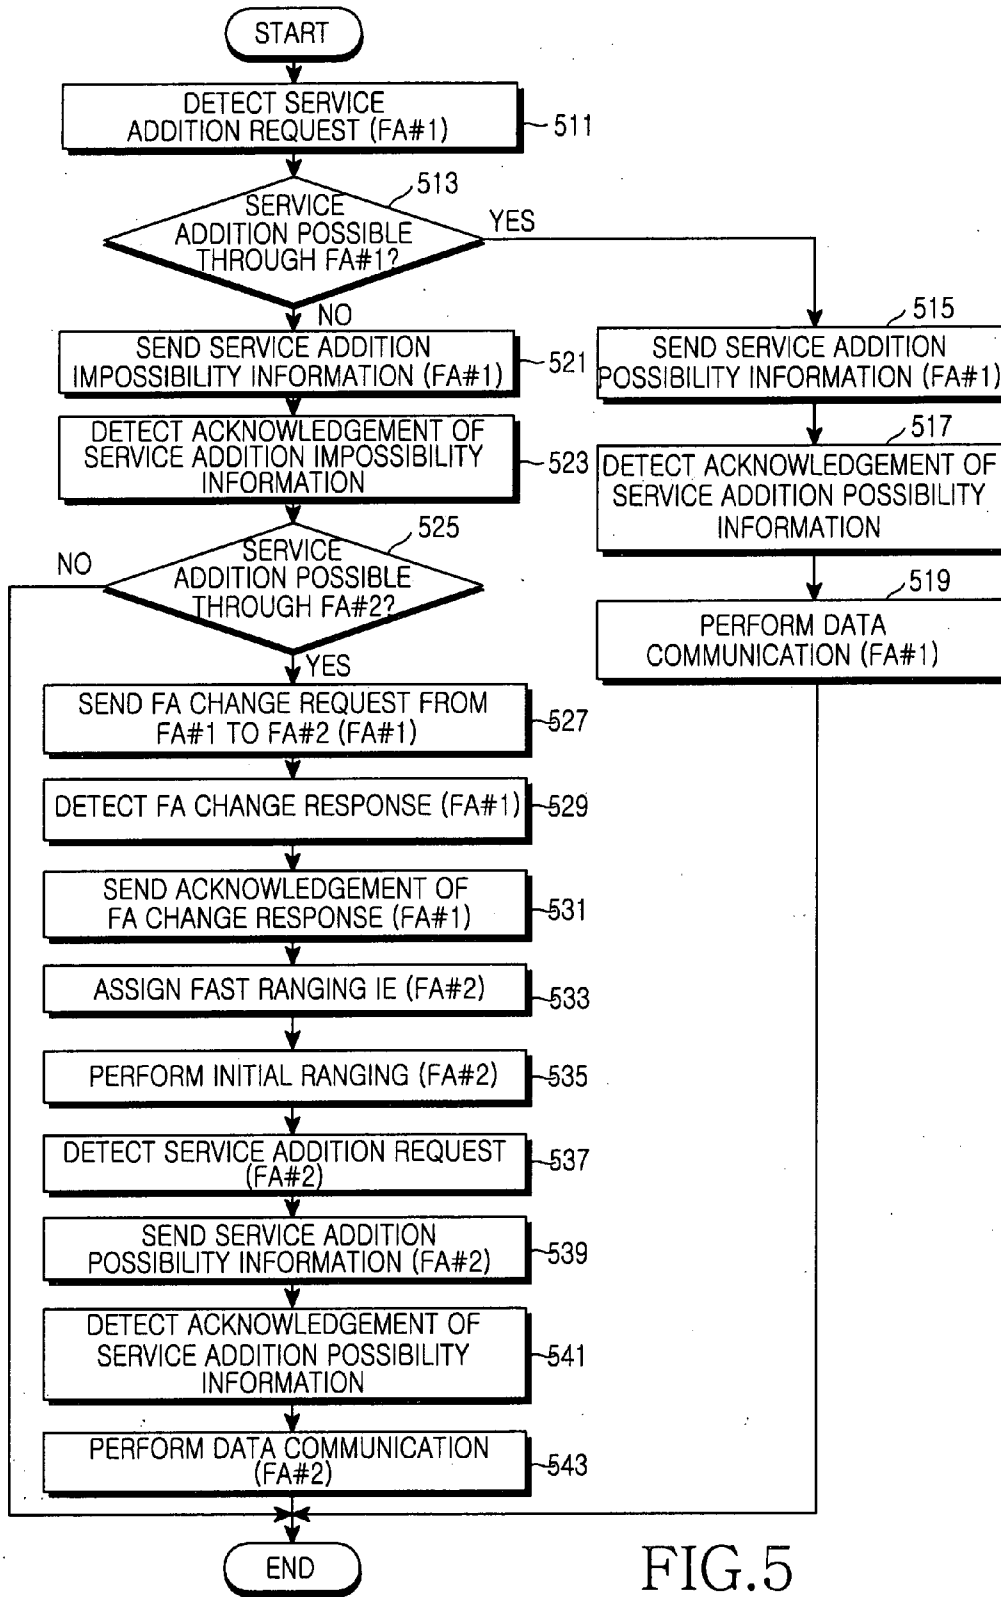 START
DETECT SERVICE
ADDITION REQUEST (FA#1)
511
513
SERVICE
ADDITION POSSIBLE
THROUGH FA#1?
YES
NO
515
SEND SERVICE ADDITION
POSSIBILITY INFORMATION (FA#1)
517
DETECT ACKNOWLEDGEMENT OF
SERVICE ADDITION POSSIBILITY
INFORMATION
519
PERFORM DATA
COMMUNICATION (FA#1)
SEND SERVICE ADDITION
IMPOSSIBILITY INFORMATION (FA#1)
521
DETECT ACKNOWLEDGEMENT OF
SERVICE ADDITION IMPOSSIBILITY
INFORMATION
523
525
SERVICE
ADDITION POSSIBLE
THROUGH FA#2?
NO
YES
SEND FA CHANGE REQUEST FROM
FA#1 TO FA#2 (FA#1)
527
DETECT FA CHANGE RESPONSE (FA#1)
529
SEND ACKNOWLEDGEMENT OF
FA CHANGE RESPONSE (FA#1)
531
ASSIGN FAST RANGING IE (FA#2)
533
PERFORM INITIAL RANGING (FA#2)
535
DETECT SERVICE ADDITION REQUEST
(FA#2)
537
SEND SERVICE ADDITION
POSSIBILITY INFORMATION (FA#2)
539
DETECT ACKNOWLEDGEMENT OF
SERVICE ADDITION POSSIBILITY
INFORMATION
541
PERFORM DATA COMMUNICATION
(FA#2)
543
END
FIG.5